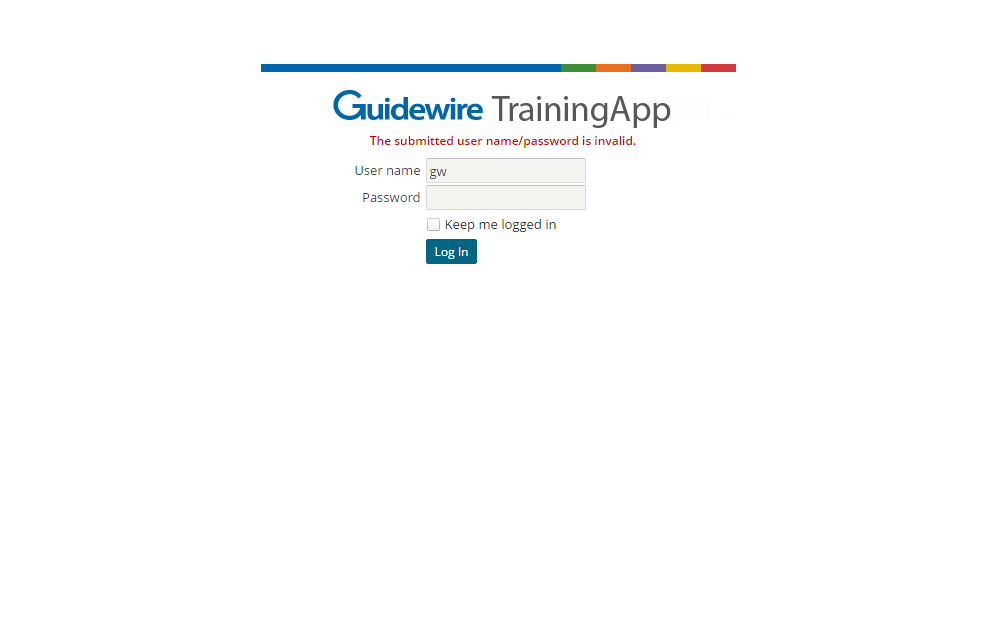 Guidewire TrainingApp
The submitted user name/password is invalid.
User name gw
Password
Keep me logged in
Log In